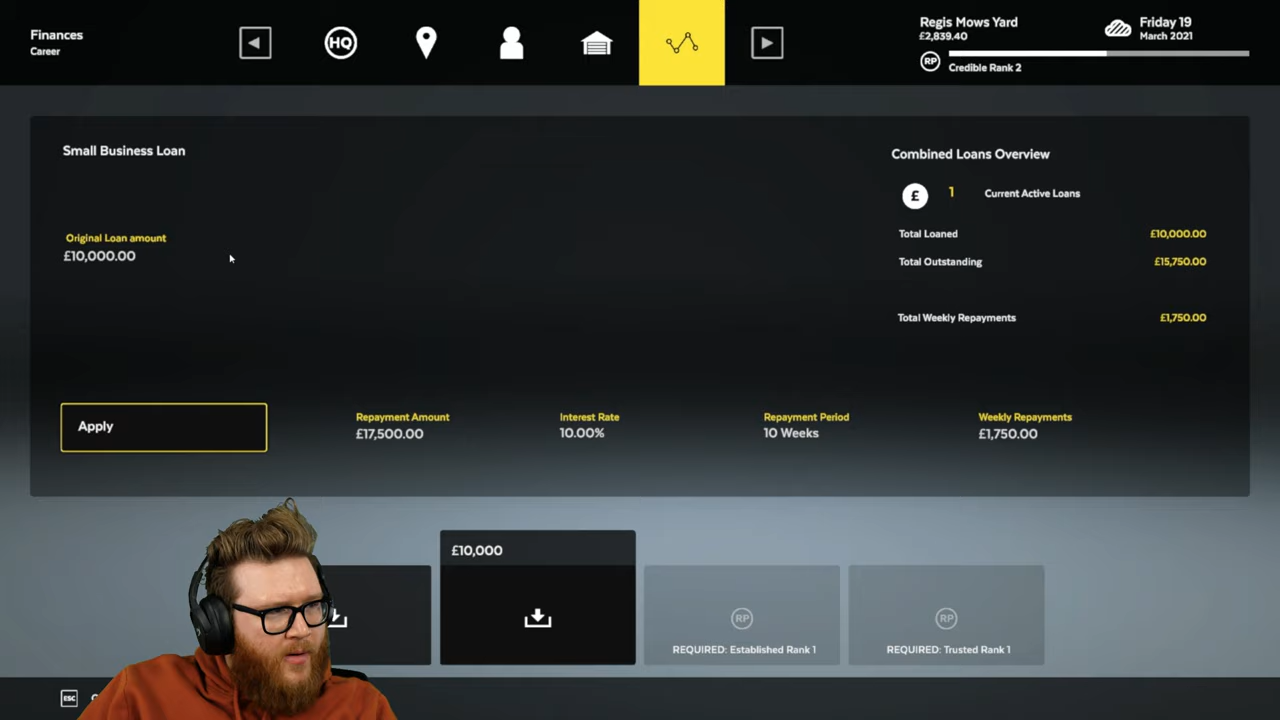 Finances
Career
HQ
Regis Mows Yard
£2,839.40
RP
Credible Rank 2
Friday 19
March 2021
Small Business Loan
Original Loan amount
£10,000.00
Combined Loans Overview
£ 1 Current Active Loans
Total Loaned £10,000.00
Total Outstanding £15,750.00
Total Weekly Repayments £1,750.00
Apply
Repayment Amount
£17,500.00
Interest Rate
10.00%
Repayment Period
10 Weeks
Weekly Repayments
£1,750.00
£10,000
RP
REQUIRED: Established Rank 1
RP
REQUIRED: Trusted Rank 1
ESC